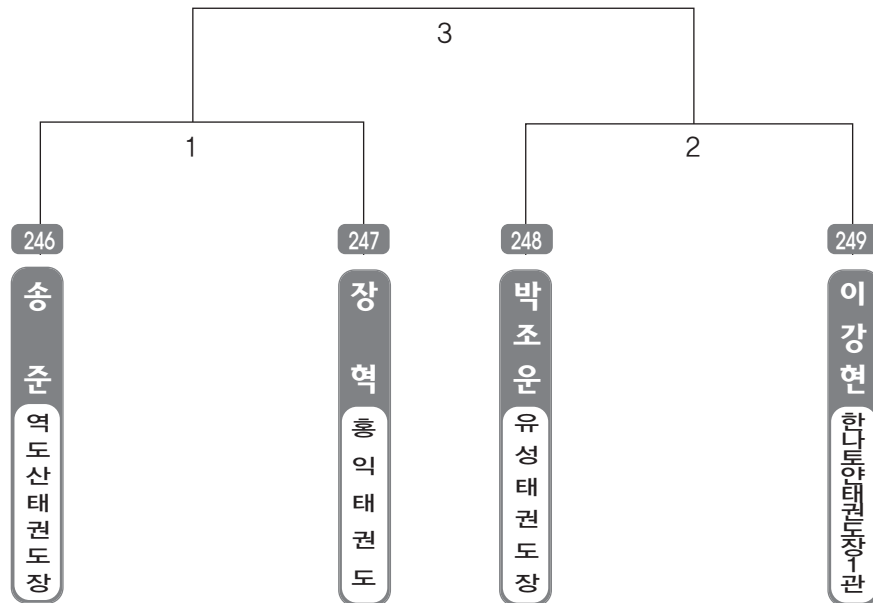 3
1
2
246
247
248
249
송준
장혁
박조운
이강현
역도산태권도장
홍익태권도
유성태권도장
한나토얀태권도장1관